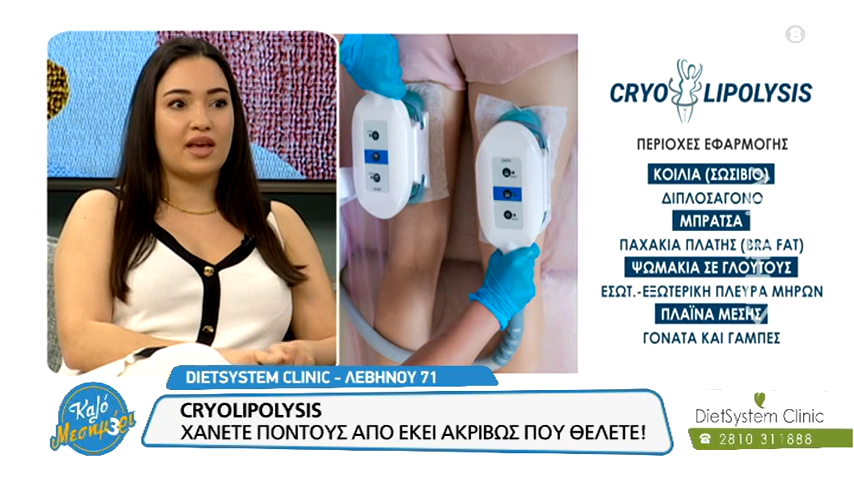 8
CRYO LIPOLYSIS
ΠΕΡΙΟΧΕΣ ΕΦΑΡΜΟΓΗΣ
ΚΟΙΛΙΑ (ΣΩΣΙΒΙΟ)
ΔΙΠΛΟΣΑΓΟΝΟ
ΜΠΡΑΤΣΑ
ΠΑΧΑΚΙΑ ΠΛΑΤΗΣ (BRA FAT)
ΨΩΜΑΚΙΑ ΣΕ ΓΛΟΥΤΟΥΣ
ΕΣΩΤ.-ΕΞΩΤΕΡΙΚΗ ΠΛΕΥΡΑ ΜΗΡΩΝ
ΠΛΑΪΝΑ ΜΕΣΗΣ
ΓΟΝΑΤΑ ΚΑΙ ΓΑΜΠΕΣ
DIETSYSTEM CLINIC – ΛΕΒΗΝΟΥ 71
CRYOLIPOLYSIS
ΧΑΝΕΤΕ ΠΟΝΤΟΥΣ ΑΠΟ ΕΚΕΙ ΑΚΡΙΒΩΣ ΠΟΥ ΘΕΛΕΤΕ!
Καλό
Μεσημ3ρι
DietSystem Clinic
☎ 2810 311888